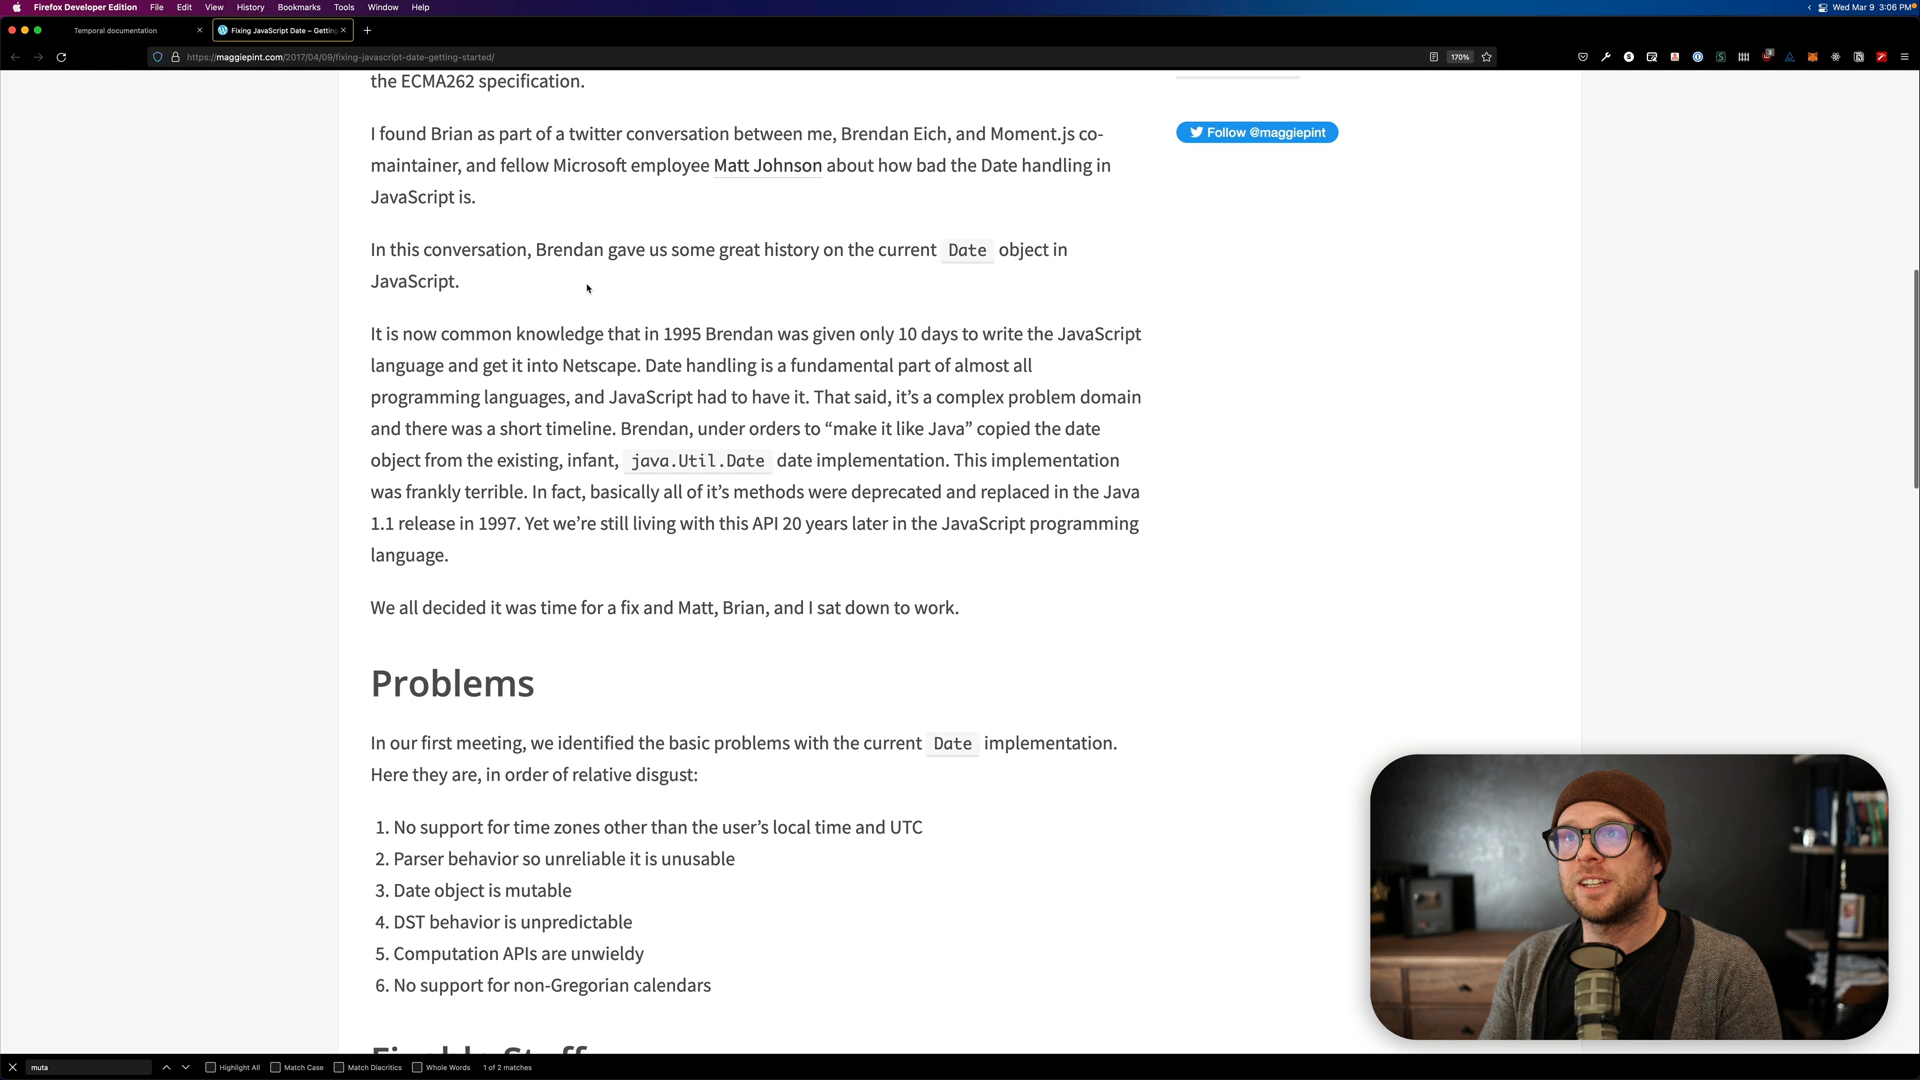 Firefox Developer Edition File Edit View History Bookmarks Tools Window Help
Wed Mar 9 3:06 PM
Temporal documentation
Fixing JavaScript Date – Getting
https://maggiepint.com/2017/04/09/fixing-javascript-date-getting-started/
170%
3
the ECMA262 specification.
I found Brian as part of a twitter conversation between me, Brendan Eich, and Moment.js co-
maintainer, and fellow Microsoft employee Matt Johnson about how bad the Date handling in
JavaScript is.
Follow @maggiepint
In this conversation, Brendan gave us some great history on the current Date object in
JavaScript.
It is now common knowledge that in 1995 Brendan was given only 10 days to write the JavaScript
language and get it into Netscape. Date handling is a fundamental part of almost all
programming languages, and JavaScript had to have it. That said, it’s a complex problem domain
and there was a short timeline. Brendan, under orders to “make it like Java” copied the date
object from the existing, infant, java.Util.Date date implementation. This implementation
was frankly terrible. In fact, basically all of it’s methods were deprecated and replaced in the Java
1.1 release in 1997. Yet we’re still living with this API 20 years later in the JavaScript programming
language.
We all decided it was time for a fix and Matt, Brian, and I sat down to work.
Problems
In our first meeting, we identified the basic problems with the current Date implementation.
Here they are, in order of relative disgust:
1. No support for time zones other than the user’s local time and UTC
2. Parser behavior so unreliable it is unusable
3. Date object is mutable
4. DST behavior is unpredictable
5. Computation APIs are unwieldy
6. No support for non-Gregorian calendars
muta
Highlight All Match Case Match Diacritics Whole Words 1 of 2 matches